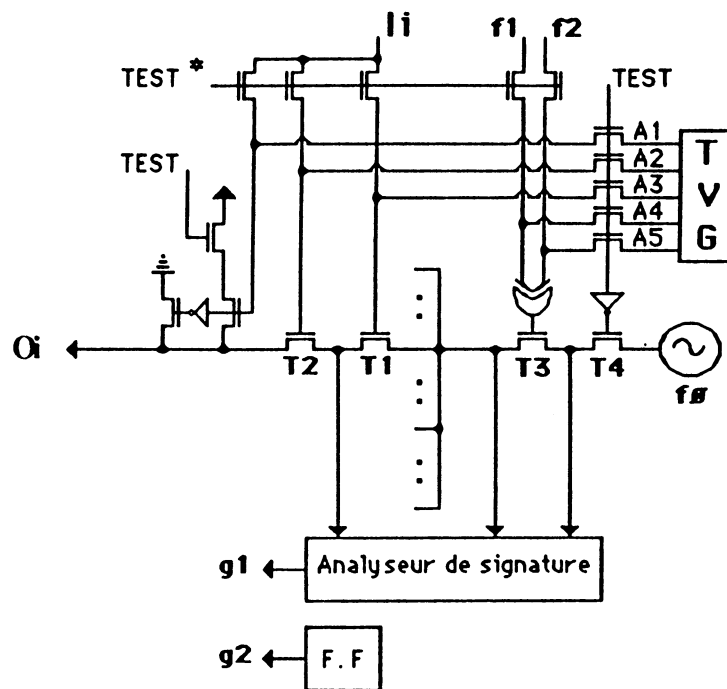 Ii
f1
f2
TEST *
TEST
A1
A2
A3
A4
A5
T
V
G
TEST
Oi
T2
T1
T3
T4
fø
Analyseur de signature
g1
g2
F.F